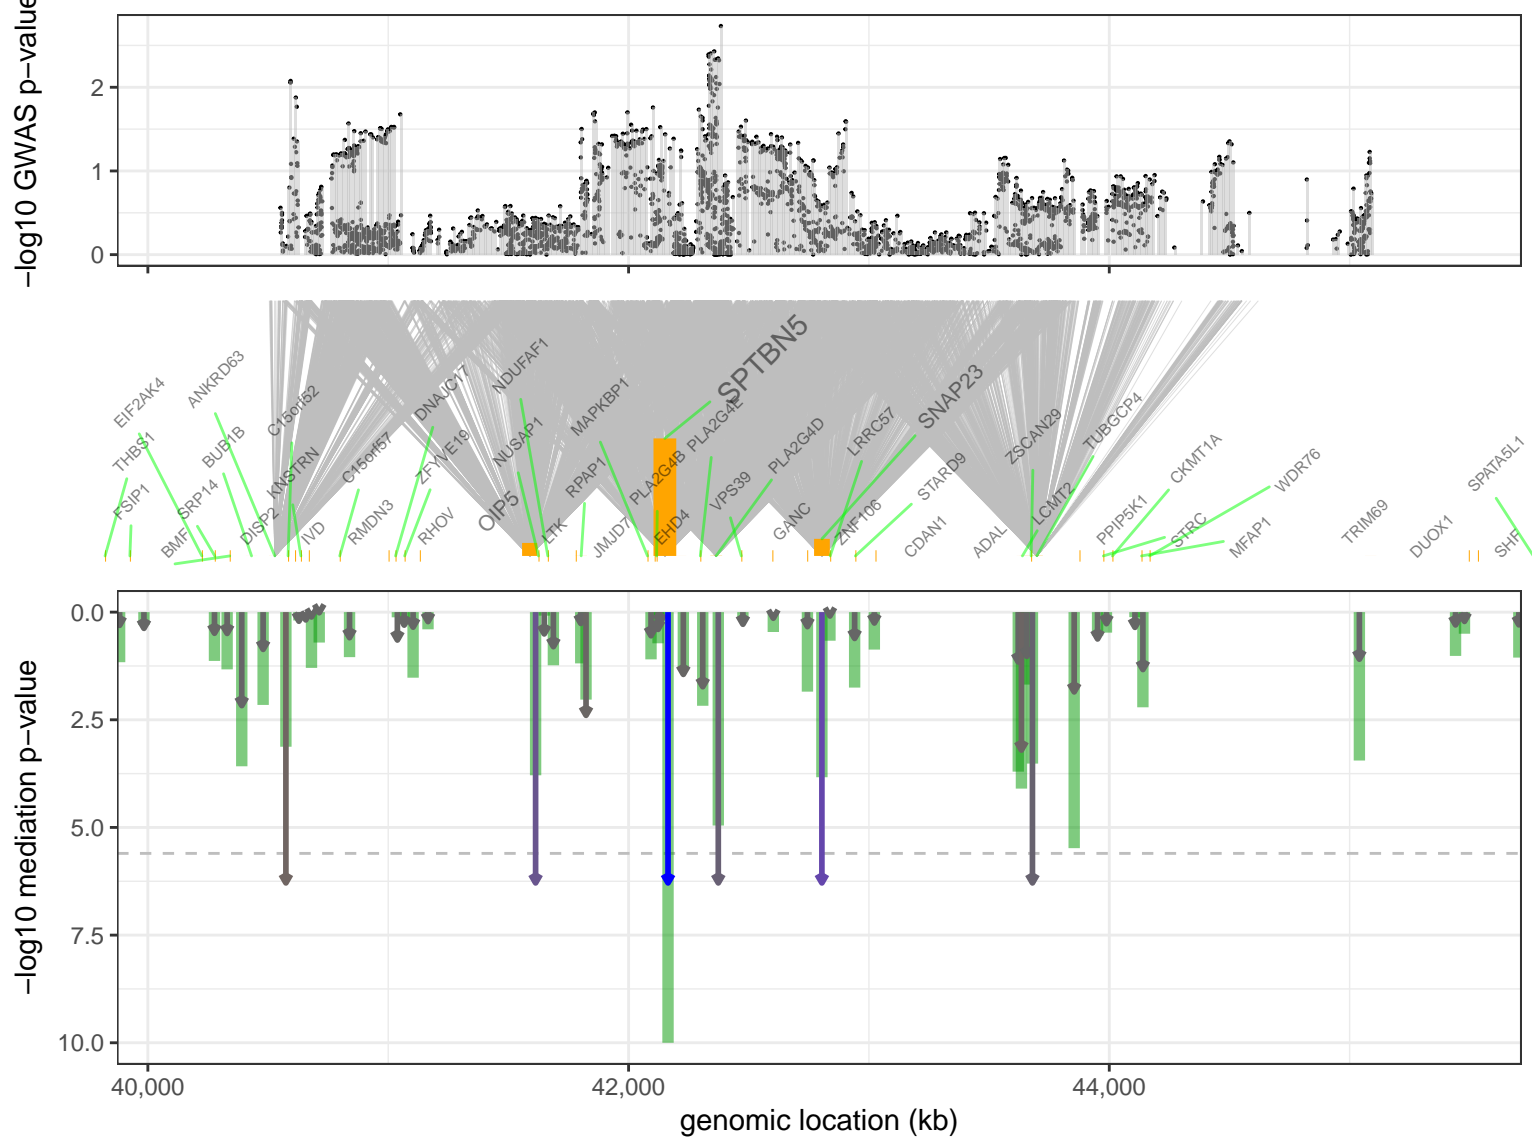 −log10 GWAS p−value
2
1
0
SPTBN5
NDUFAF1
ANKRD63
EIF2AK4
C15orf52
DNAJC17
MAPKBP1
PLA2G4E
SNAP23
THBS1
BUB1B
KNSTRN
C15orf57
ZFYVE19
NUSAP1
RPAP1
PLA2G4B
PLA2G4D
LRRC57
ZSCAN29
TUBGCP4
CKMT1A
WDR76
SPATA5L1
FSIP1
SRP14
BMF
DISP2
IVD
RMDN3
RHOV
OIP5
LTK
JMJD7
EHD4
VPS39
GANC
ZNF106
STARD9
CDAN1
ADAL
LCMT2
PPIP5K1
STRC
MFAP1
TRIM69
DUOX1
SHF
−log10 mediation p−value
0.0
2.5
5.0
7.5
10.0
40,000
42,000
44,000
genomic location (kb)